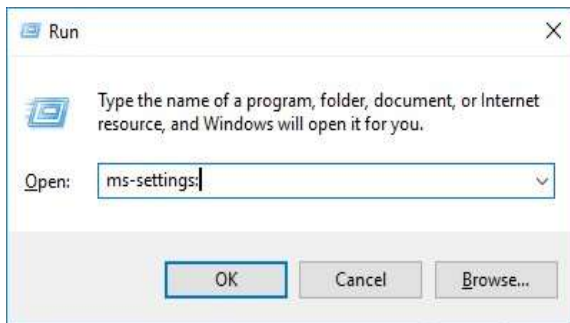 Run
Type the name of a program, folder, document, or Internet
resource, and Windows will open it for you.
Open: ms-settings:
OK Cancel Browse...